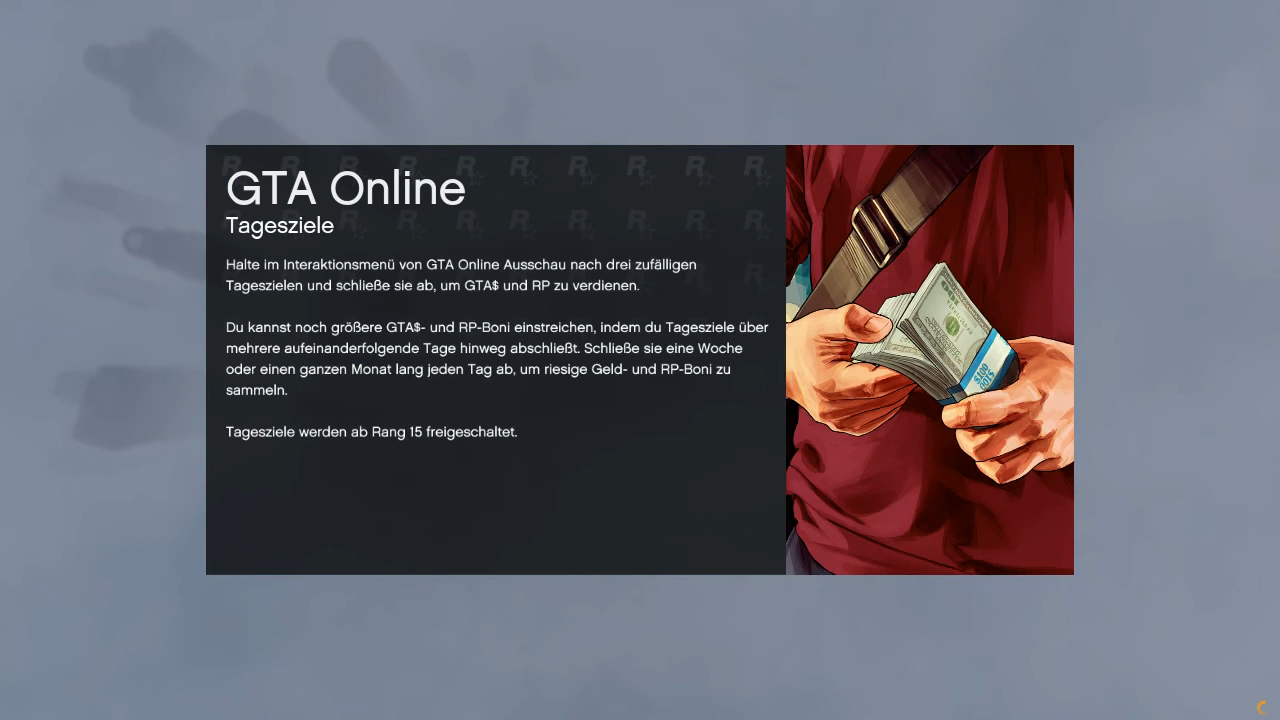 GTA Online
Tagesziele
Halte im Interaktionsmenü von GTA Online Ausschau nach drei zufälligen
Tageszielen und schließe sie ab, um GTA$ und RP zu verdienen.
Du kannst noch größere GTA$- und RP-Boni einstreichen, indem du Tagesziele über
mehrere aufeinanderfolgende Tage hinweg abschließt. Schließe sie eine Woche
oder einen ganzen Monat lang jeden Tag ab, um riesige Geld- und RP-Boni zu
sammeln.
Tagesziele werden ab Rang 15 freigeschaltet.